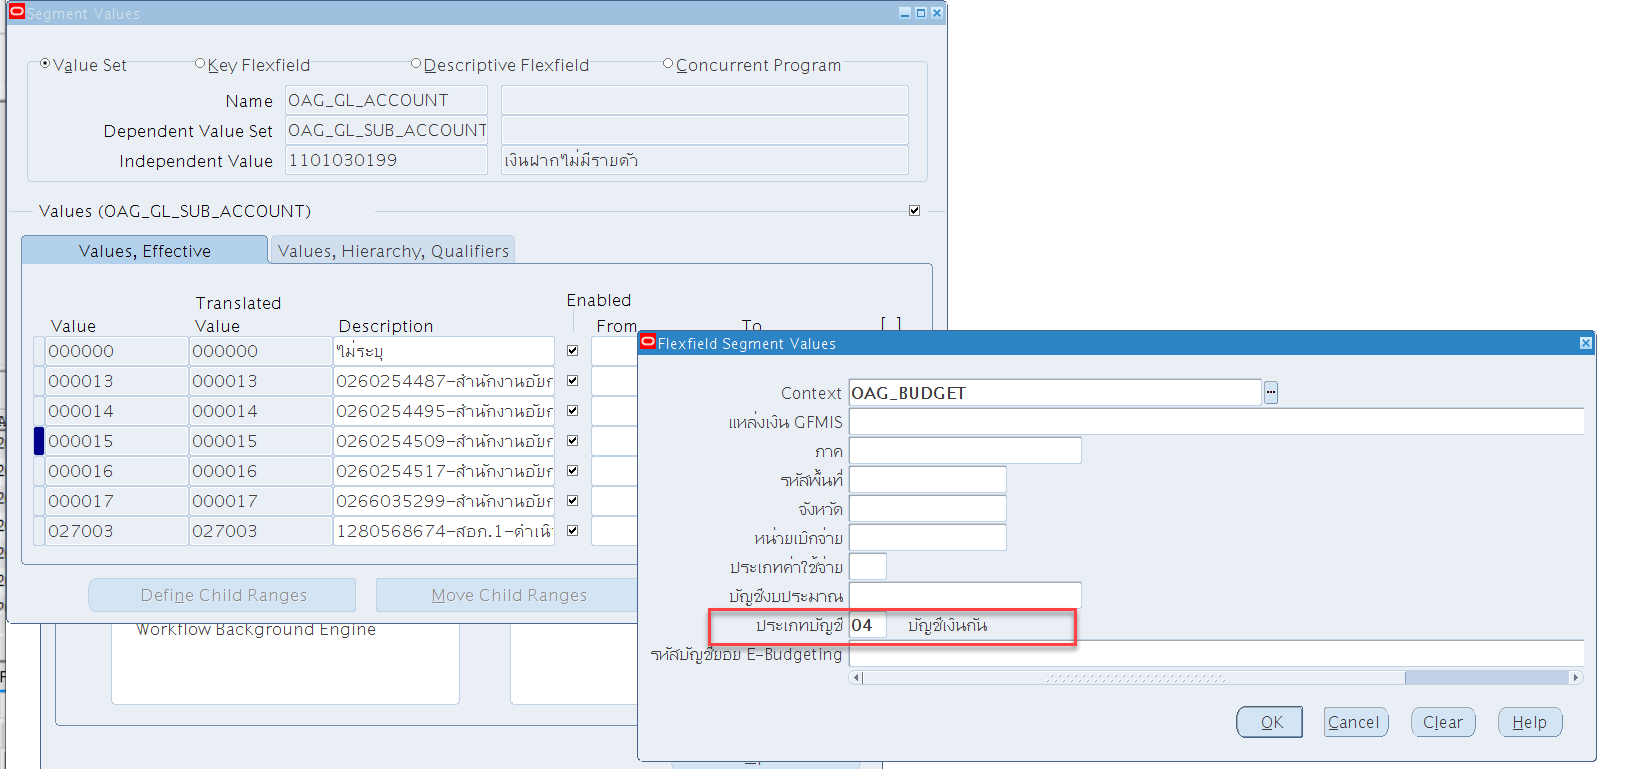 Segment Values
Value Set Key Flexfield Descriptive Flexfield Concurrent Program
Name OAG_GL_ACCOUNT
Dependent Value Set OAG_GL_SUB_ACCOUNT
Independent Value 1101030199 เงินฝากไม่มีรายตัว
Values (OAG_GL_SUB_ACCOUNT)
Values, Effective Values, Hierarchy, Qualifiers
Translated Enabled
Value Value Description From To [ ]
000000 000000 ไม่ระบุ
000013 000013 0260254487-สำนักงานอัยก
000014 000014 0260254495-สำนักงานอัยก
000015 000015 0260254509-สำนักงานอัยก
000016 000016 0260254517-สำนักงานอัยก
000017 000017 0266035299-สำนักงานอัยก
027003 027003 1280568674-สอก.1-ดำเนิ
Define Child Ranges Move Child Ranges
Workflow Background Engine
Flexfield Segment Values
Context OAG_BUDGET ...
แหล่งเงิน GFMIS
ภาค
รหัสพื้นที่
จังหวัด
หน่วยเบิกจ่าย
ประเภทค่าใช้จ่าย
บัญชีงบประมาณ
ประเภทบัญชี 04 บัญชีเงินกัน
รหัสบัญชีย่อย E-Budgeting
OK Cancel Clear Help